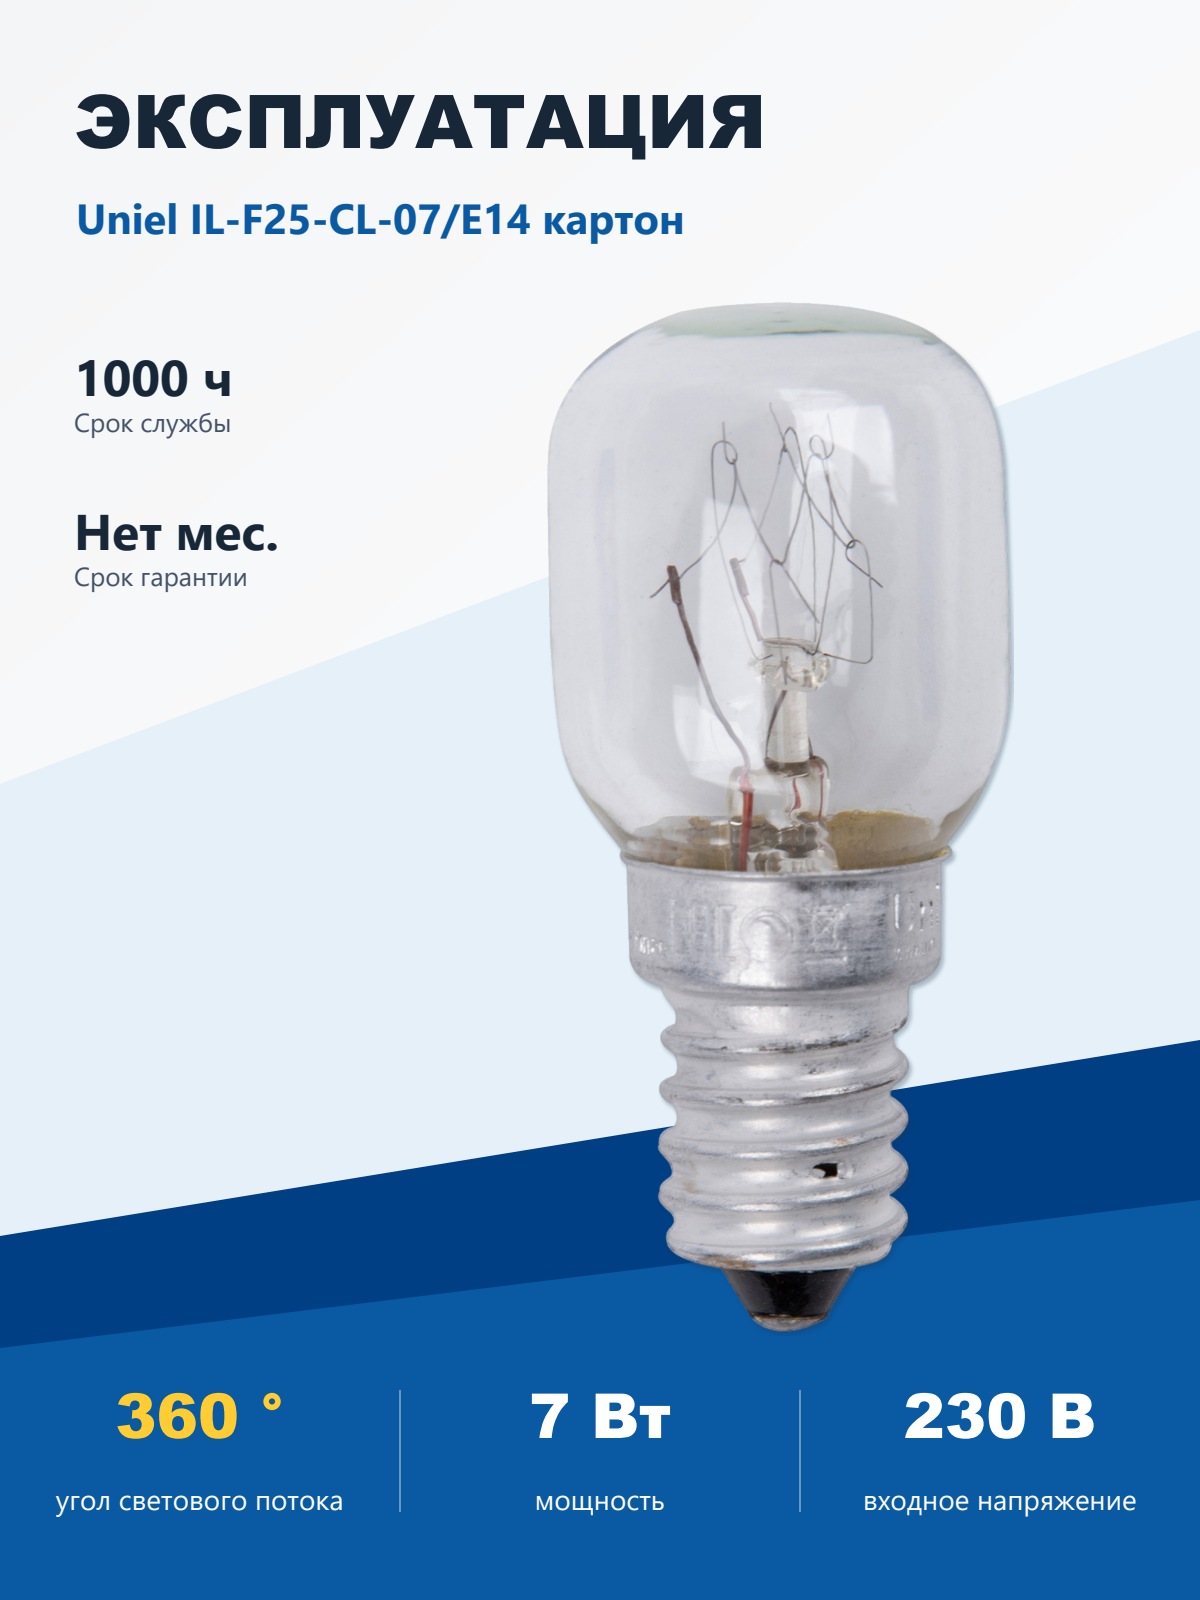 ЭКСПЛУАТАЦИЯ
Uniel IL-F25-CL-07/E14 картон
1000 ч
Срок службы
Нет мес.
Срок гарантии
360 °
угол светового потока
7 Вт
мощность
230 В
входное напряжение